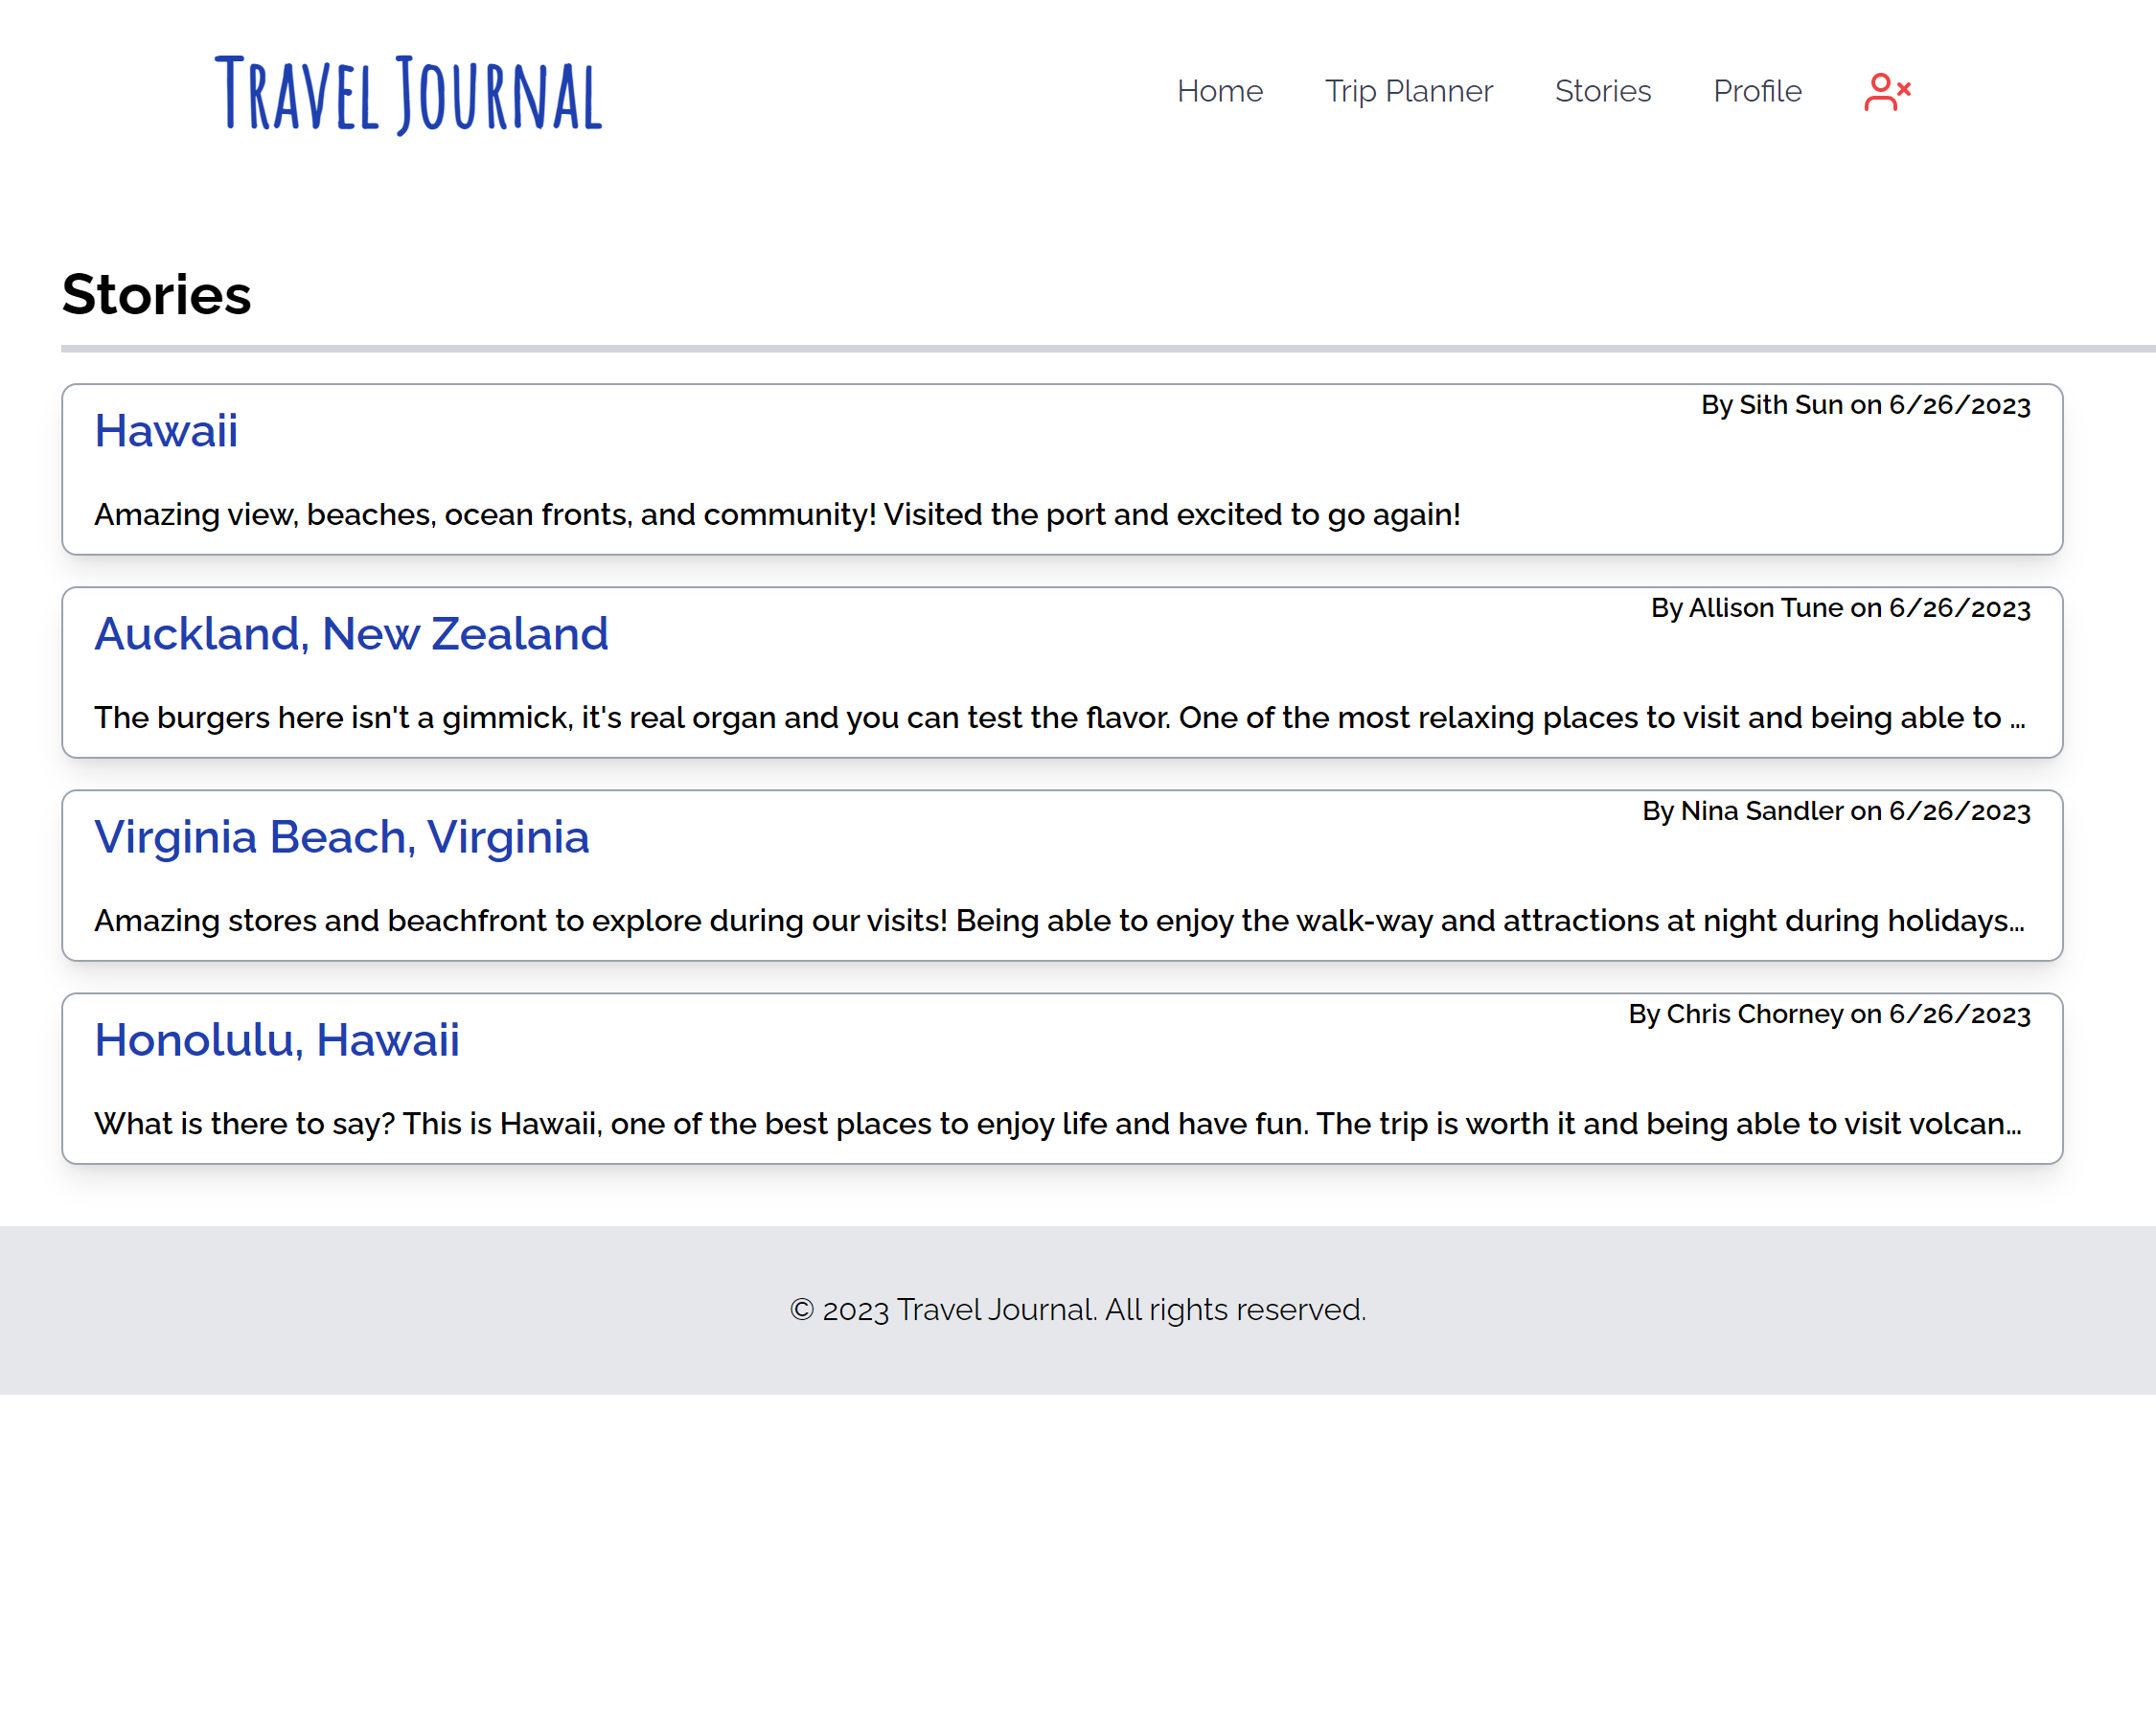 Travel Journal
Home Trip Planner Stories Profile
Stories
Hawaii
By Sith Sun on 6/26/2023
Amazing view, beaches, ocean fronts, and community! Visited the port and excited to go again!
Auckland, New Zealand
By Allison Tune on 6/26/2023
The burgers here isn't a gimmick, it's real organ and you can test the flavor. One of the most relaxing places to visit and being able to ...
Virginia Beach, Virginia
By Nina Sandler on 6/26/2023
Amazing stores and beachfront to explore during our visits! Being able to enjoy the walk-way and attractions at night during holidays...
Honolulu, Hawaii
By Chris Chorney on 6/26/2023
What is there to say? This is Hawaii, one of the best places to enjoy life and have fun. The trip is worth it and being able to visit volcan...
© 2023 Travel Journal. All rights reserved.